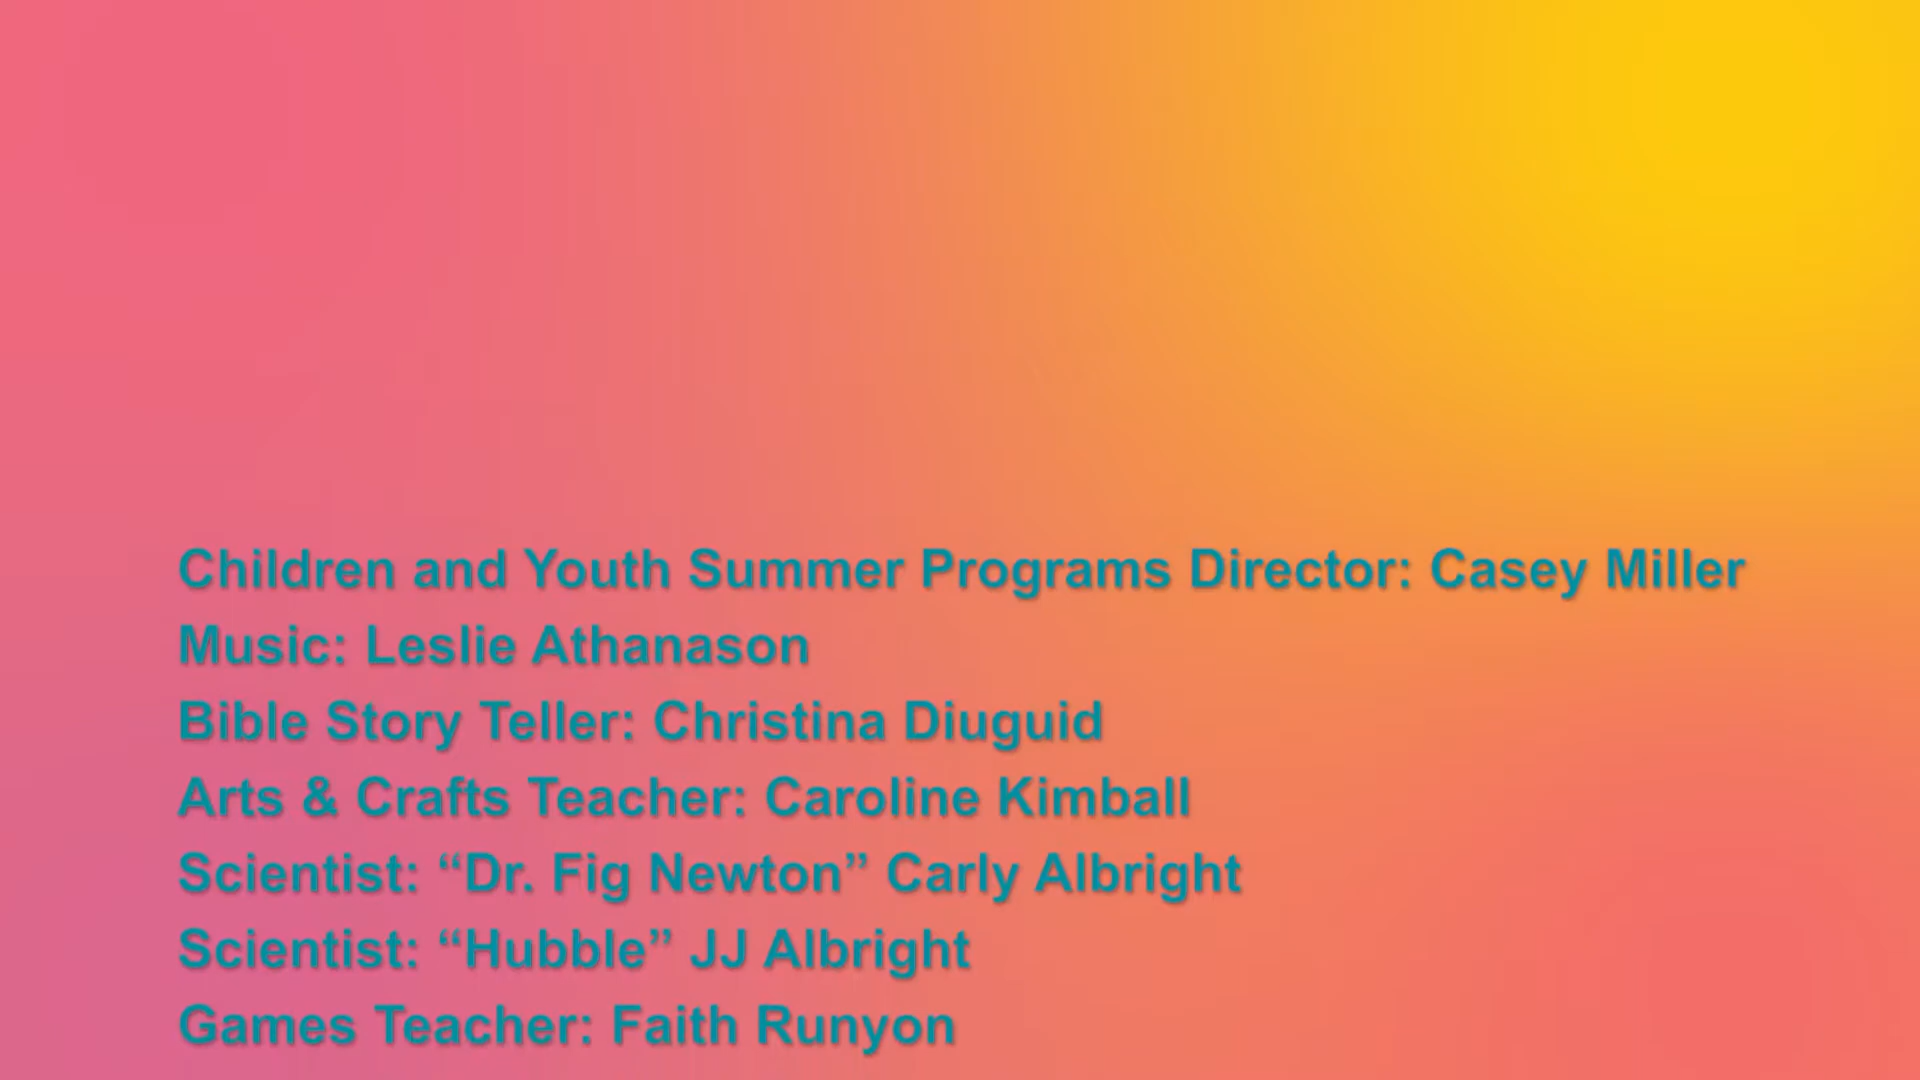 Children and Youth Summer Programs Director: Casey Miller
Music: Leslie Athanason
Bible Story Teller: Christina Diuguid
Arts & Crafts Teacher: Caroline Kimball
Scientist: “Dr. Fig Newton” Carly Albright
Scientist: “Hubble” JJ Albright
Games Teacher: Faith Runyon